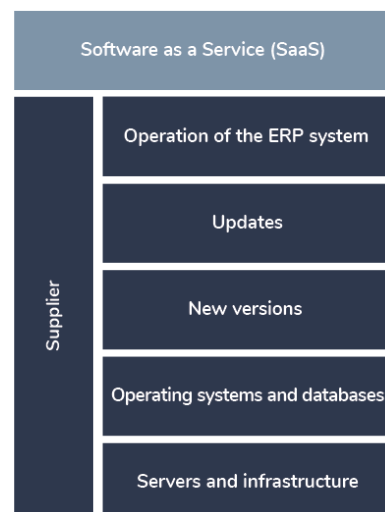 Software as a Service (SaaS)
Supplier
Operation of the ERP system
Updates
New versions
Operating systems and databases
Servers and infrastructure